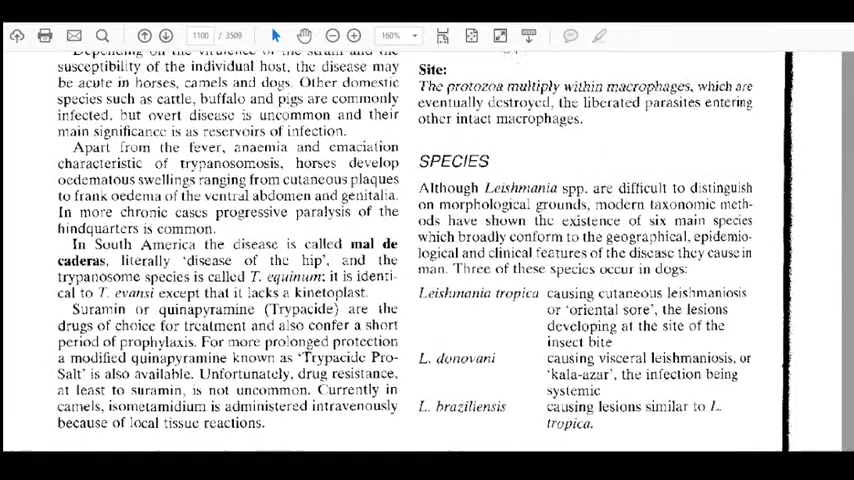 1100 / 3509
160%
Depending on the virulence of the strain and the
susceptibility of the individual host, the disease may
be acute in horses, camels and dogs. Other domestic
species such as cattle, buffalo and pigs are commonly
infected, but overt disease is uncommon and their
main significance is as reservoirs of infection.
Apart from the fever, anaemia and emaciation
characteristic of trypanosomosis, horses develop
oedematous swellings ranging from cutaneous plaques
to frank oedema of the ventral abdomen and genitalia.
In more chronic cases progressive paralysis of the
hindquarters is common.
In South America the disease is called mal de
caderas, literally 'disease of the hip', and the
trypanosome species is called T. equinum; it is identi-
cal to T. evansi except that it lacks a kinetoplast.
Suramin or quinapyramine (Trypacide) are the
drugs of choice for treatment and also confer a short
period of prophylaxis. For more prolonged protection
a modified quinapyramine known as 'Trypacide Pro-
Salt' is also available. Unfortunately, drug resistance,
at least to suramin, is not uncommon. Currently in
camels, isometamidium is administered intravenously
because of local tissue reactions.
Site:
The protozoa multiply within macrophages, which are
eventually destroyed, the liberated parasites entering
other intact macrophages.
SPECIES
Although Leishmania spp. are difficult to distinguish
on morphological grounds, modern taxonomic meth-
ods have shown the existence of six main species
which broadly conform to the geographical, epidemio-
logical and clinical features of the disease they cause in
man. Three of these species occur in dogs:
Leishmania tropica causing cutaneous leishmaniosis
or 'oriental sore', the lesions
developing at the site of the
insect bite
L. donovani causing visceral leishmaniosis, or
'kala-azar', the infection being
systemic
L. braziliensis causing lesions similar to L.
tropica.